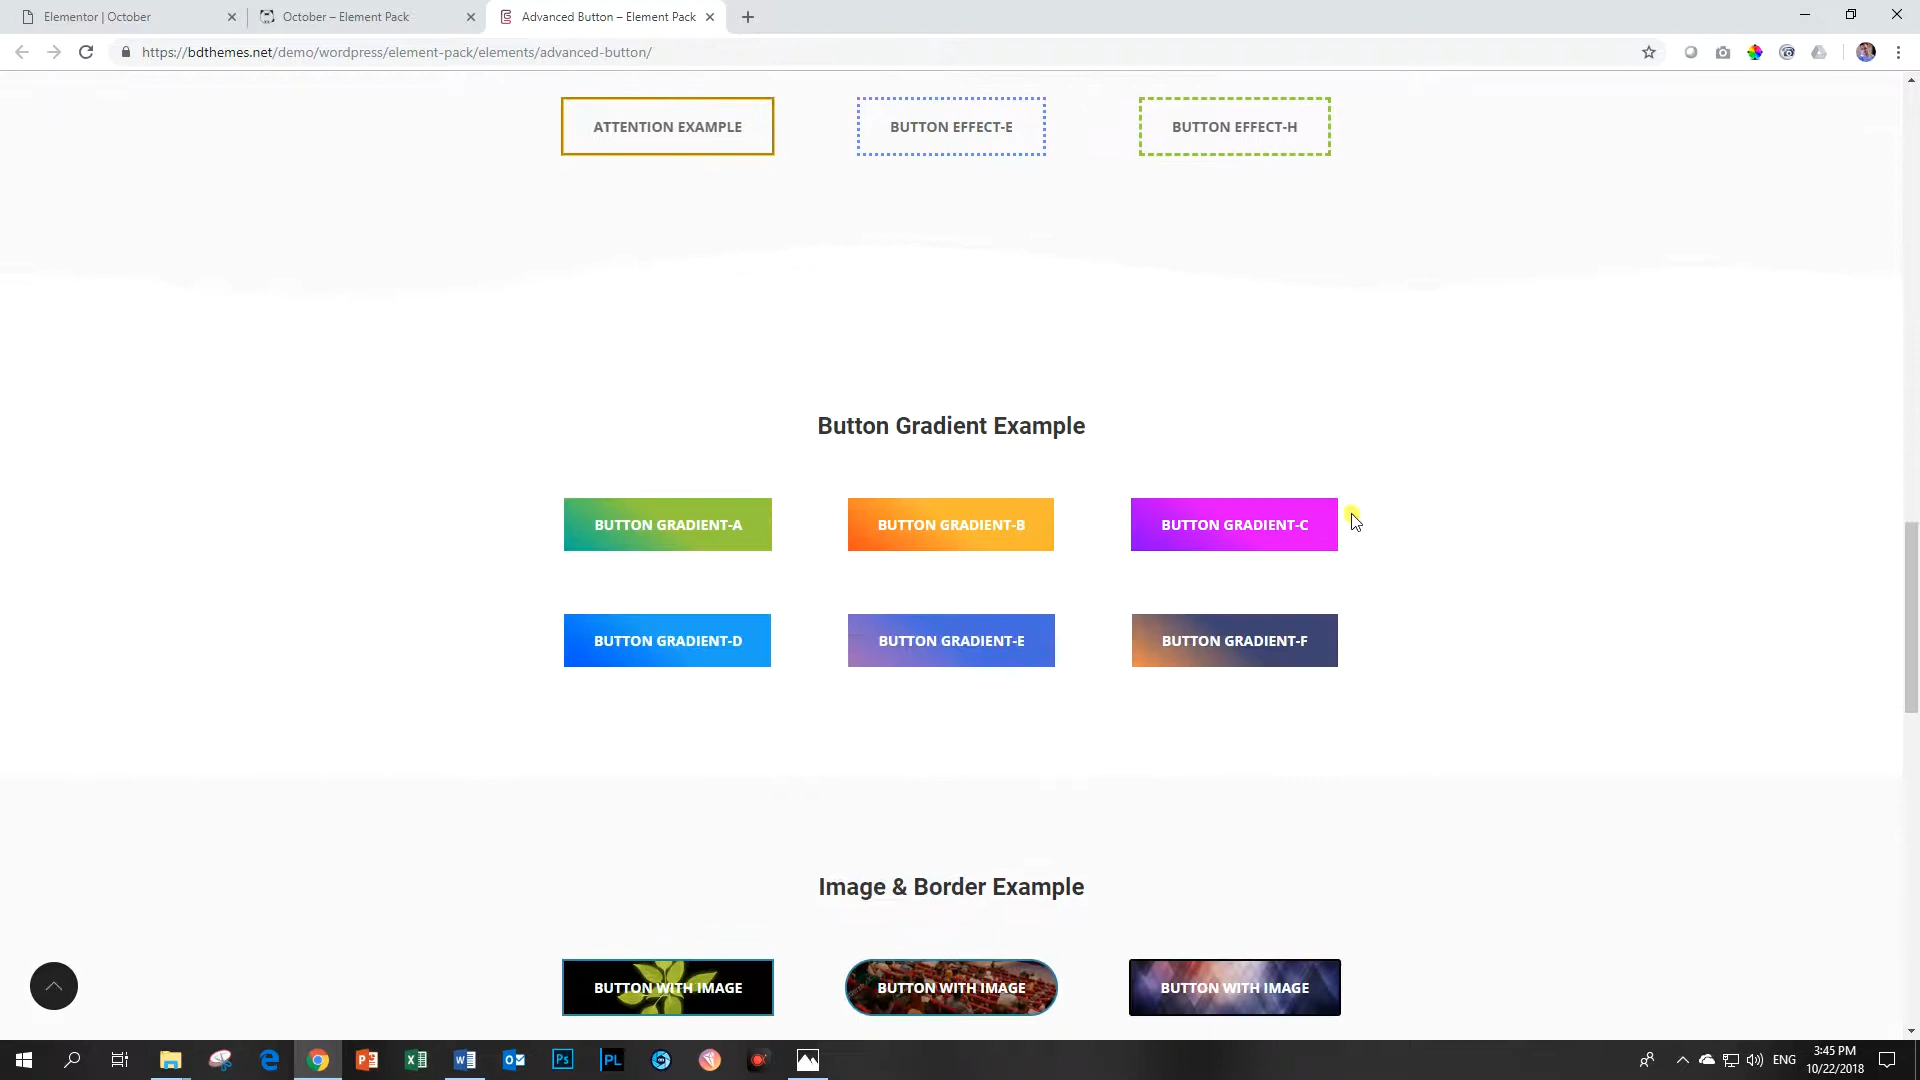 Elementor | October
October – Element Pack
Advanced Button – Element Pack
https://bdthemes.net/demo/wordpress/element-pack/elements/advanced-button/
ATTENTION EXAMPLE
BUTTON EFFECT-E
BUTTON EFFECT-H
Button Gradient Example
BUTTON GRADIENT-A
BUTTON GRADIENT-B
BUTTON GRADIENT-C
BUTTON GRADIENT-D
BUTTON GRADIENT-E
BUTTON GRADIENT-F
Image & Border Example
BUTTON WITH IMAGE
BUTTON WITH IMAGE
BUTTON WITH IMAGE
Ps
PL
ENG
3:45 PM
10/22/2018